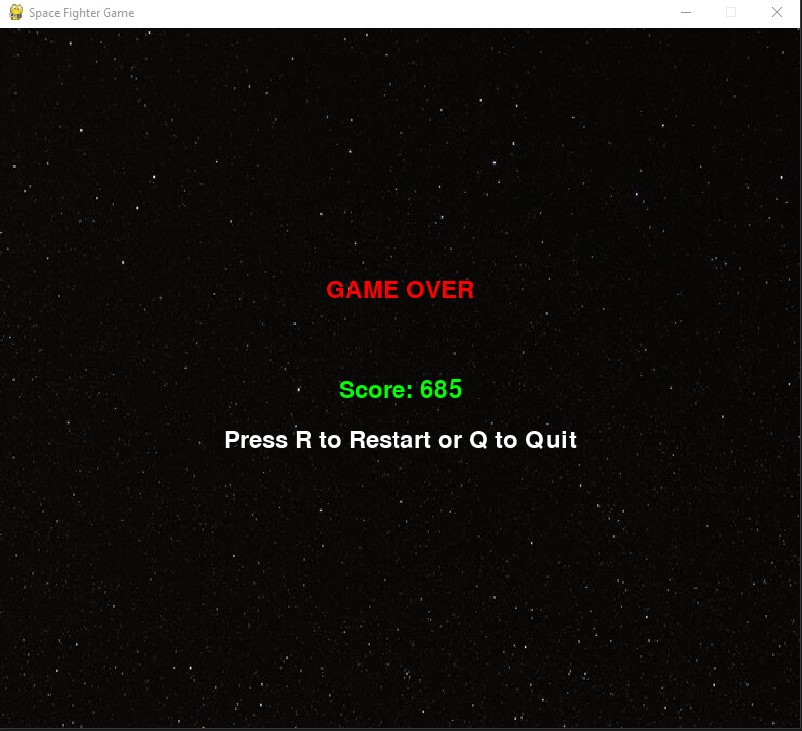 Space Fighter Game
GAME OVER
Score: 685
Press R to Restart or Q to Quit